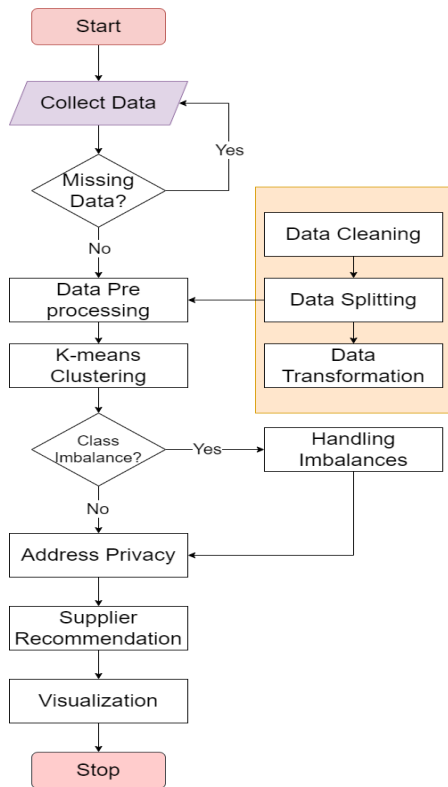 Start
Collect Data
Yes
Missing
Data?
No
Data Cleaning
Data Splitting
Data
Transformation
Data Pre
processing
K-means
Clustering
Class
Imbalance?
Yes
Handling
Imbalances
No
Address Privacy
Supplier
Recommendation
Visualization
Stop